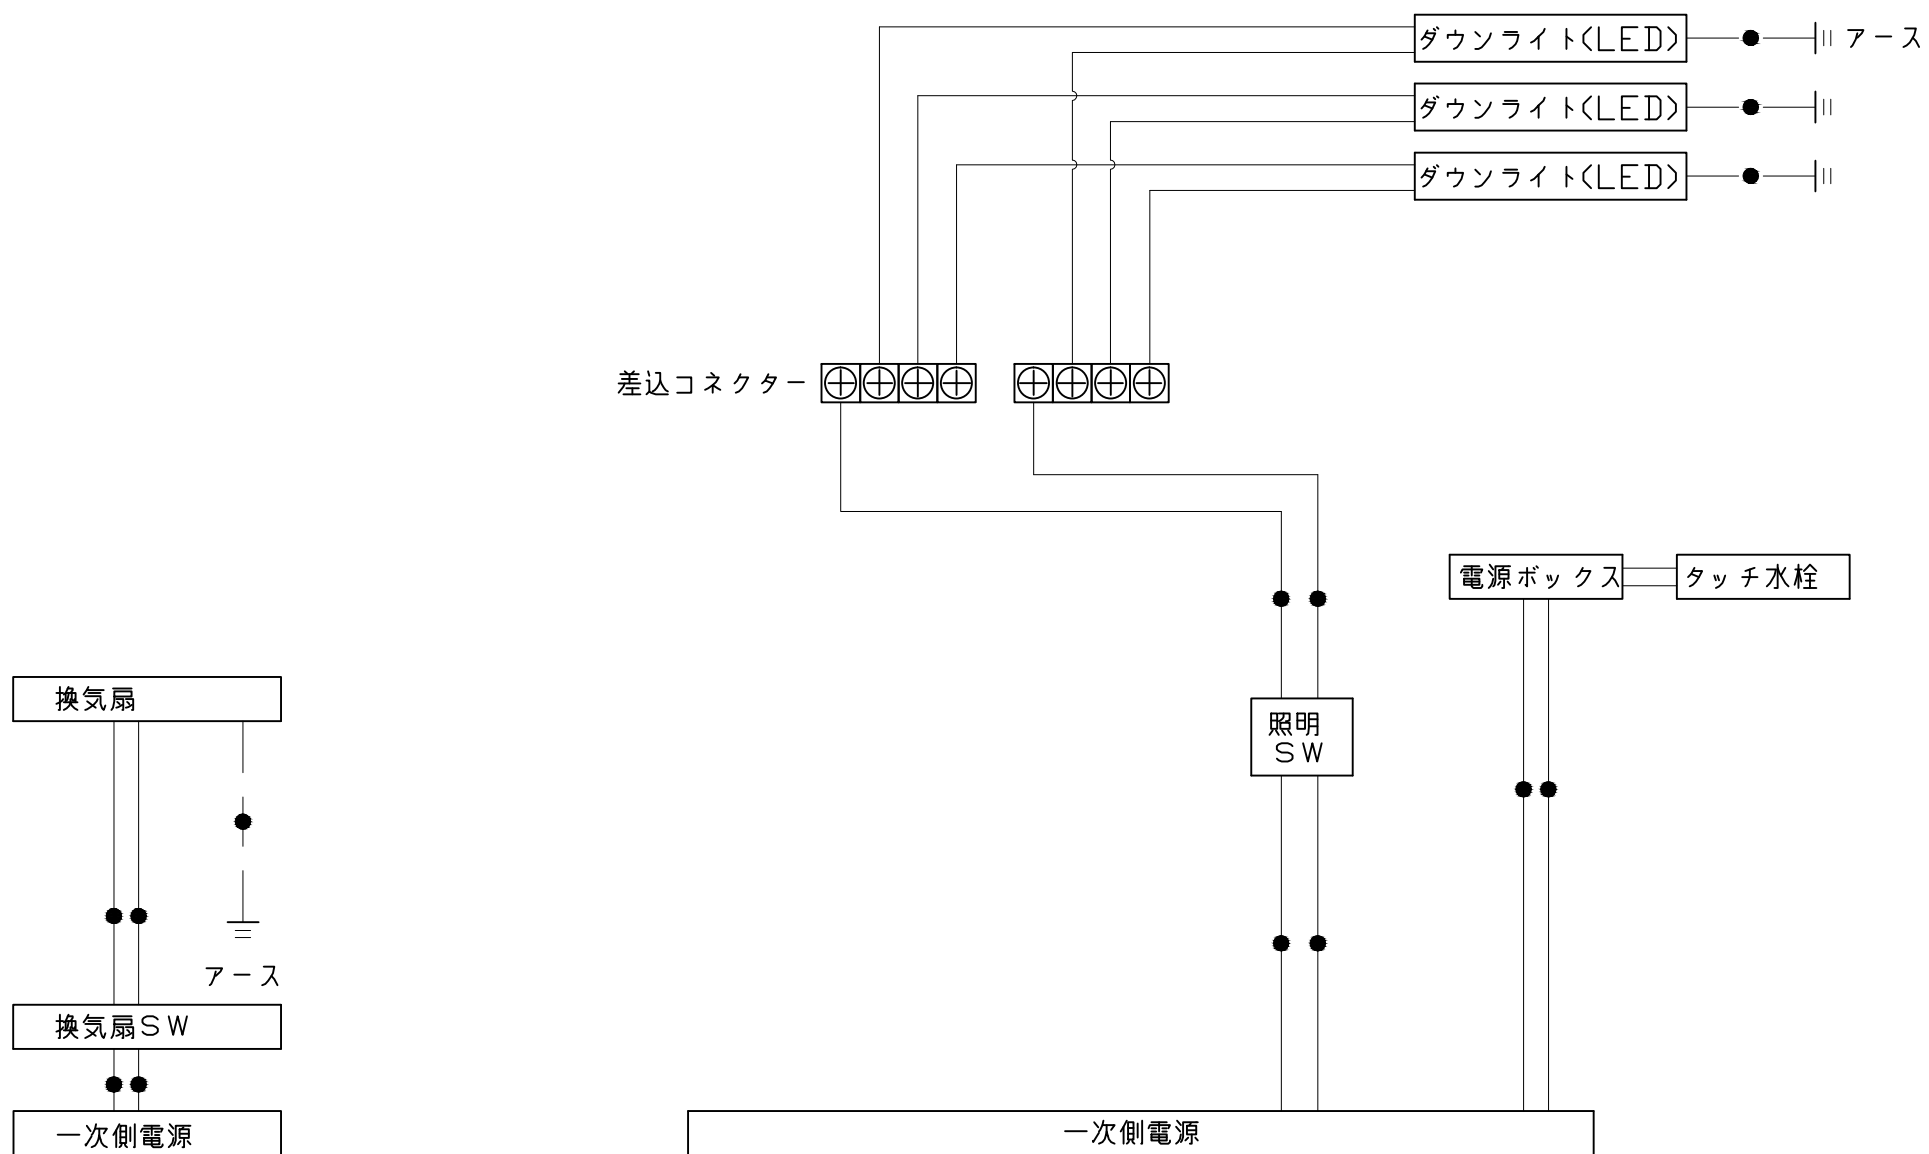 ダウンライト(LED)
アース
ダウンライト(LED)
ダウンライト(LED)
差込コネクター
電源ボックス
タッチ水栓
換気扇
照明
SW
アース
換気扇SW
一次側電源
一次側電源